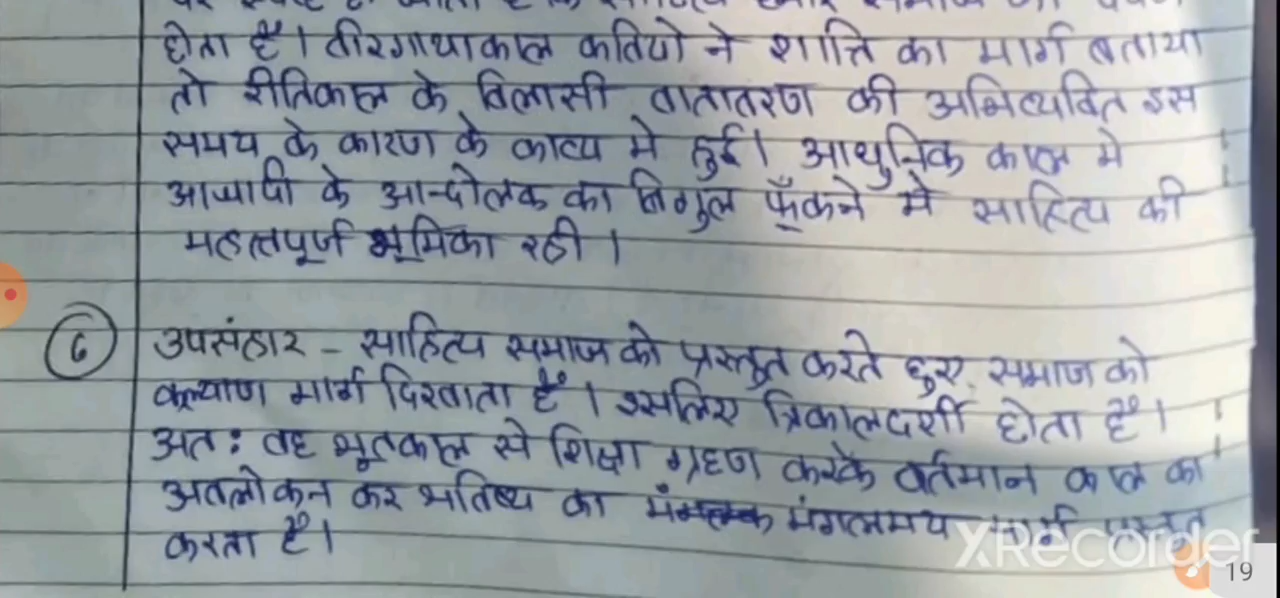 होता है। वीरगाथाकाल कवियो ने शान्ति का मार्ग बताया
तो रीतिकाल के विलासी वातावरण की अभिव्यक्ति इस
समय के कारण के काव्य मे हुई। आधुनिक काल मे
आजादी के आन्दोलक का बिगुल फूँकने मे साहित्य की
महत्वपूर्ण भूमिका रही।
6 उपसंहार - साहित्य समाज को प्रस्तुत करते हुए समाज को
कल्याण मार्ग दिखाता है। इसलिए त्रिकालदर्शी होता है।
अत: वह भूतकाल से शिक्षा ग्रहण करके वर्तमान काल का
अवलोकन कर भविष्य का मंगलमय मार्ग प्रस्तुत
करता है।
XRecorder
19